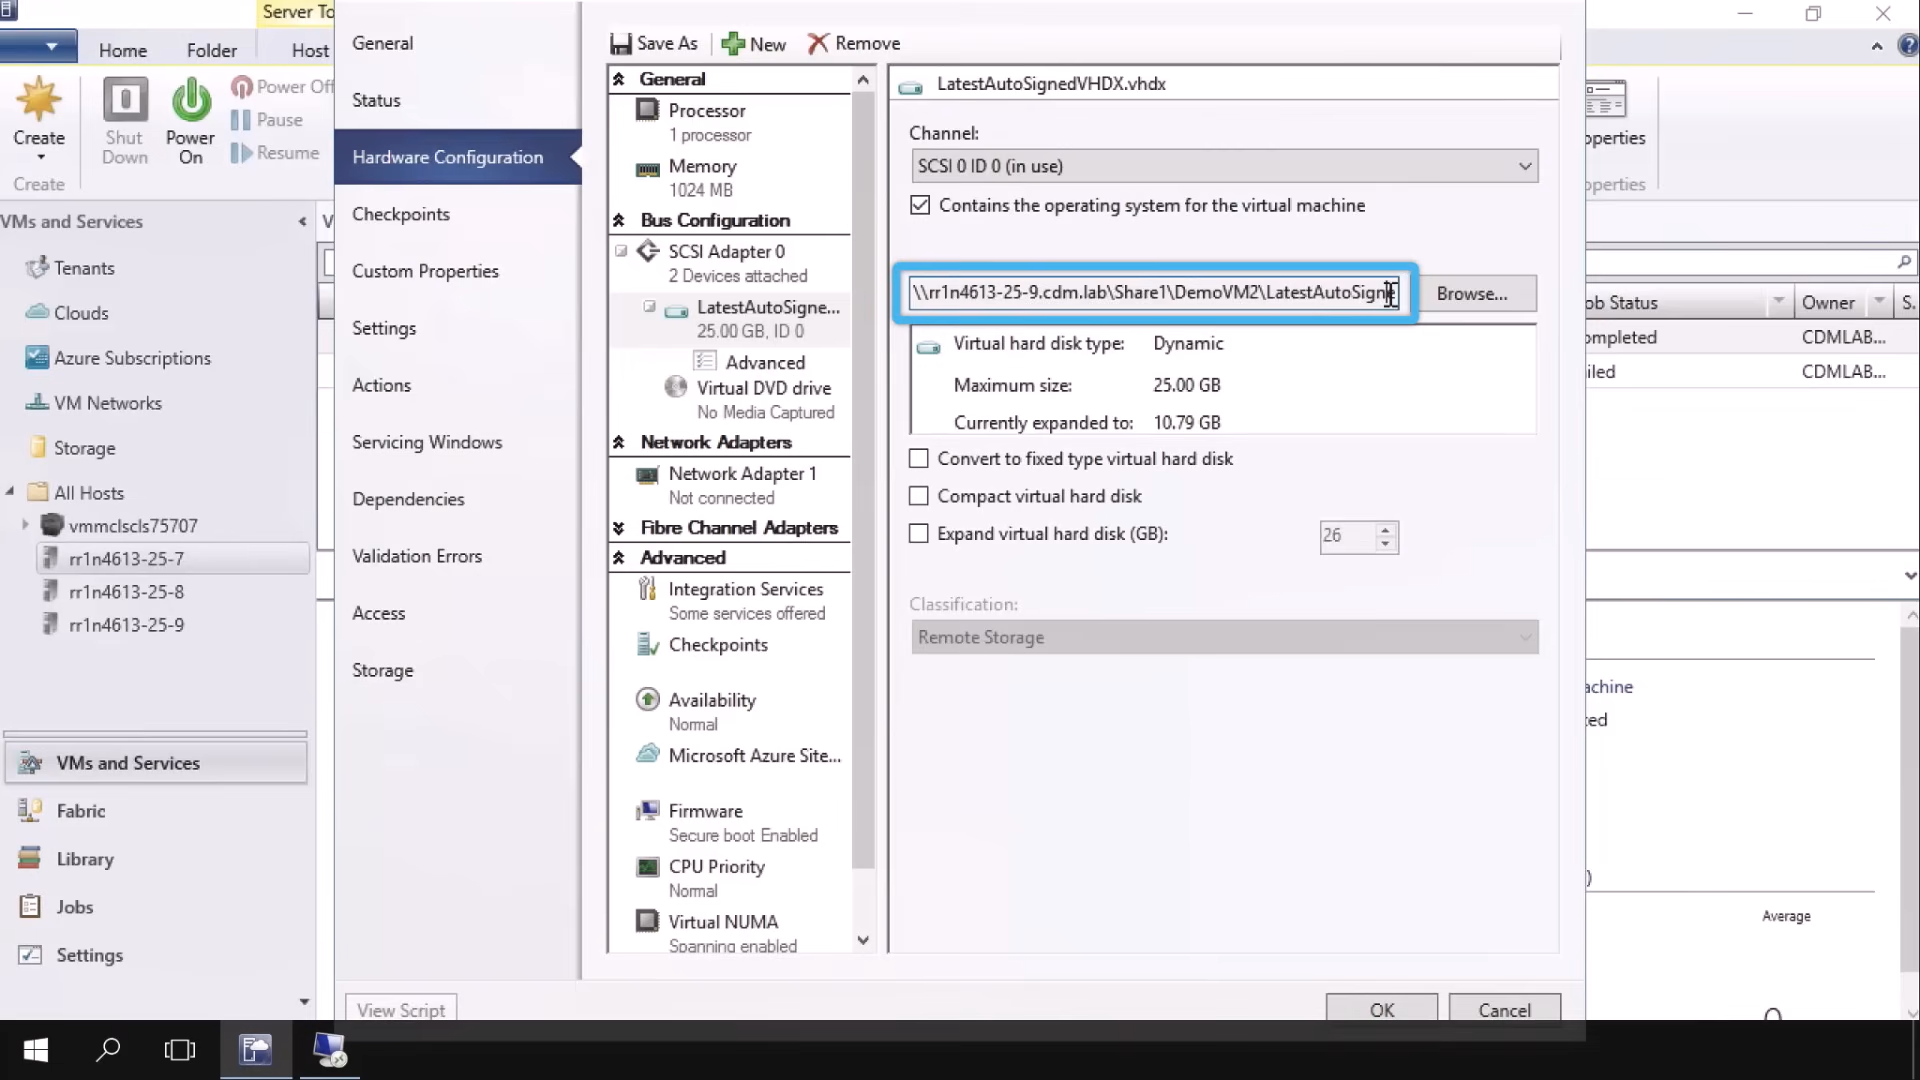 Server To
Home
Folder
Host
Create
Shut
Down
Power
On
Power Off
Pause
Resume
Create
VMs and Services
Tenants
Clouds
Azure Subscriptions
VM Networks
Storage
All Hosts
vmmclscls75707
rr1n4613-25-7
rr1n4613-25-8
rr1n4613-25-9
VMs and Services
Fabric
Library
Jobs
Settings
V
General
Status
Hardware Configuration
Checkpoints
Custom Properties
Settings
Actions
Servicing Windows
Dependencies
Validation Errors
Access
Storage
View Script
Save As
New
Remove
General
Processor
1 processor
Memory
1024 MB
Bus Configuration
SCSI Adapter 0
2 Devices attached
LatestAutoSigne...
25.00 GB, ID 0
Advanced
Virtual DVD drive
No Media Captured
Network Adapters
Network Adapter 1
Not connected
Fibre Channel Adapters
Advanced
Integration Services
Some services offered
Checkpoints
Availability
Normal
Microsoft Azure Site...
Firmware
Secure boot Enabled
CPU Priority
Normal
Virtual NUMA
Spanning enabled
LatestAutoSignedVHDX.vhdx
Channel:
SCSI 0 ID 0 (in use)
Contains the operating system for the virtual machine
\\rr1n4613-25-9.cdm.lab\Share1\DemoVM2\LatestAutoSigne
Browse...
Virtual hard disk type: Dynamic
Maximum size: 25.00 GB
Currently expanded to: 10.79 GB
Convert to fixed type virtual hard disk
Compact virtual hard disk
Expand virtual hard disk (GB): 26
Classification:
Remote Storage
OK
Cancel
operties
operties
ob Status
Owner
S.
ompleted
CDMLAB...
iled
CDMLAB...
achine
ted
)
Average
0